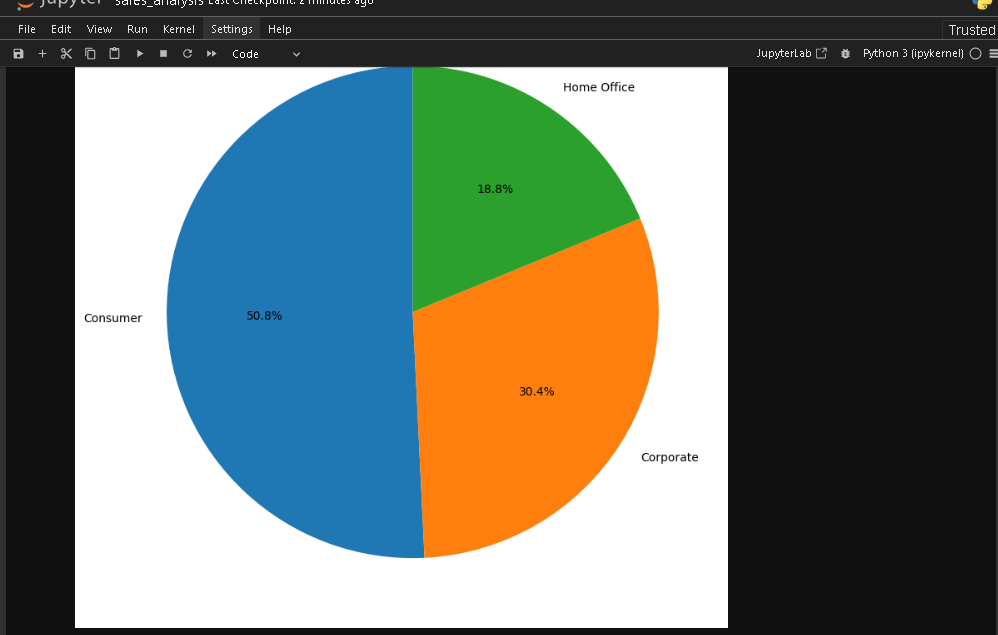 jupyter sales_analysis Last Checkpoint: 2 minutes ago
File Edit View Run Kernel Settings Help
Trusted
Code
JupyterLab
Python 3 (ipykernel)
Home Office
18.8%
Consumer
50.8%
30.4%
Corporate